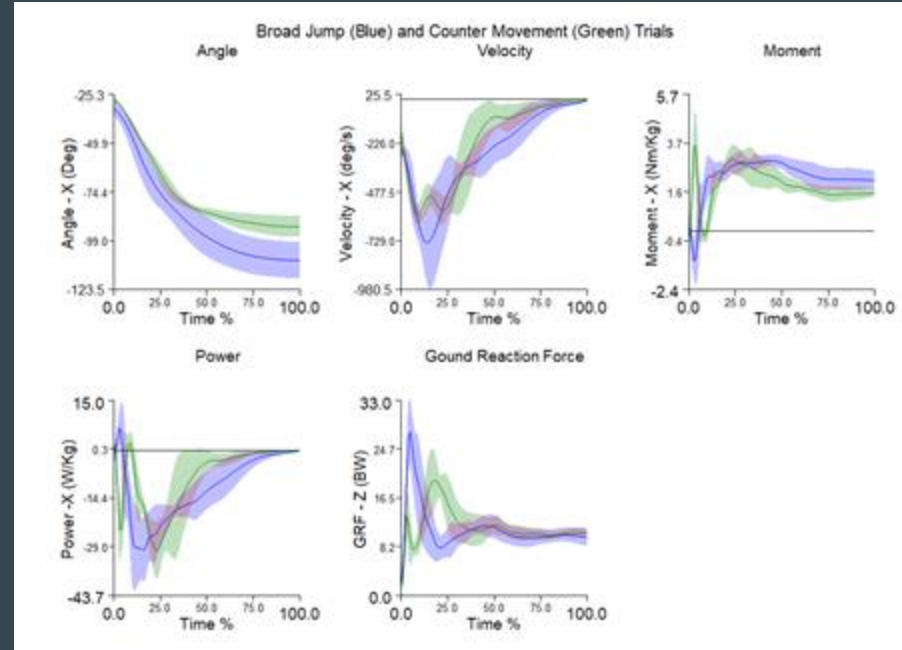 Broad Jump (Blue) and Counter Movement (Green) Trials
Angle
Velocity
Moment
Angle - X (Deg)
-25.3
-49.9
-74.4
-99.0
-123.5
0.0 25.0 50.0 75.0 100.0
Time %
Velocity - X (deg/s)
25.5
-226.0
-477.5
-729.0
-980.5
0.0 25.0 50.0 75.0 100.0
Time %
Moment - X (Nm/Kg)
5.7
3.7
1.6
-0.4
-2.4
0.0 25.0 50.0 75.0 100.0
Time %
Power
Gound Reaction Force
Power -X (W/Kg)
15.0
0.3
-14.4
-29.0
-43.7
0.0 25.0 50.0 75.0 100.0
Time %
GRF - Z (BW)
33.0
24.7
16.5
8.2
0.0
0.0 25.0 50.0 75.0 100.0
Time %